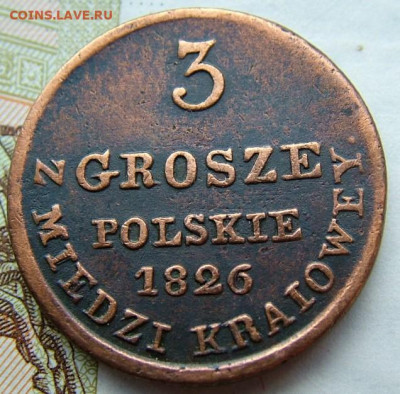 COINS.LAVE.RU
3
GROSZE
POLSKIE
1826
Z MIEDZI KRAIOWEY.